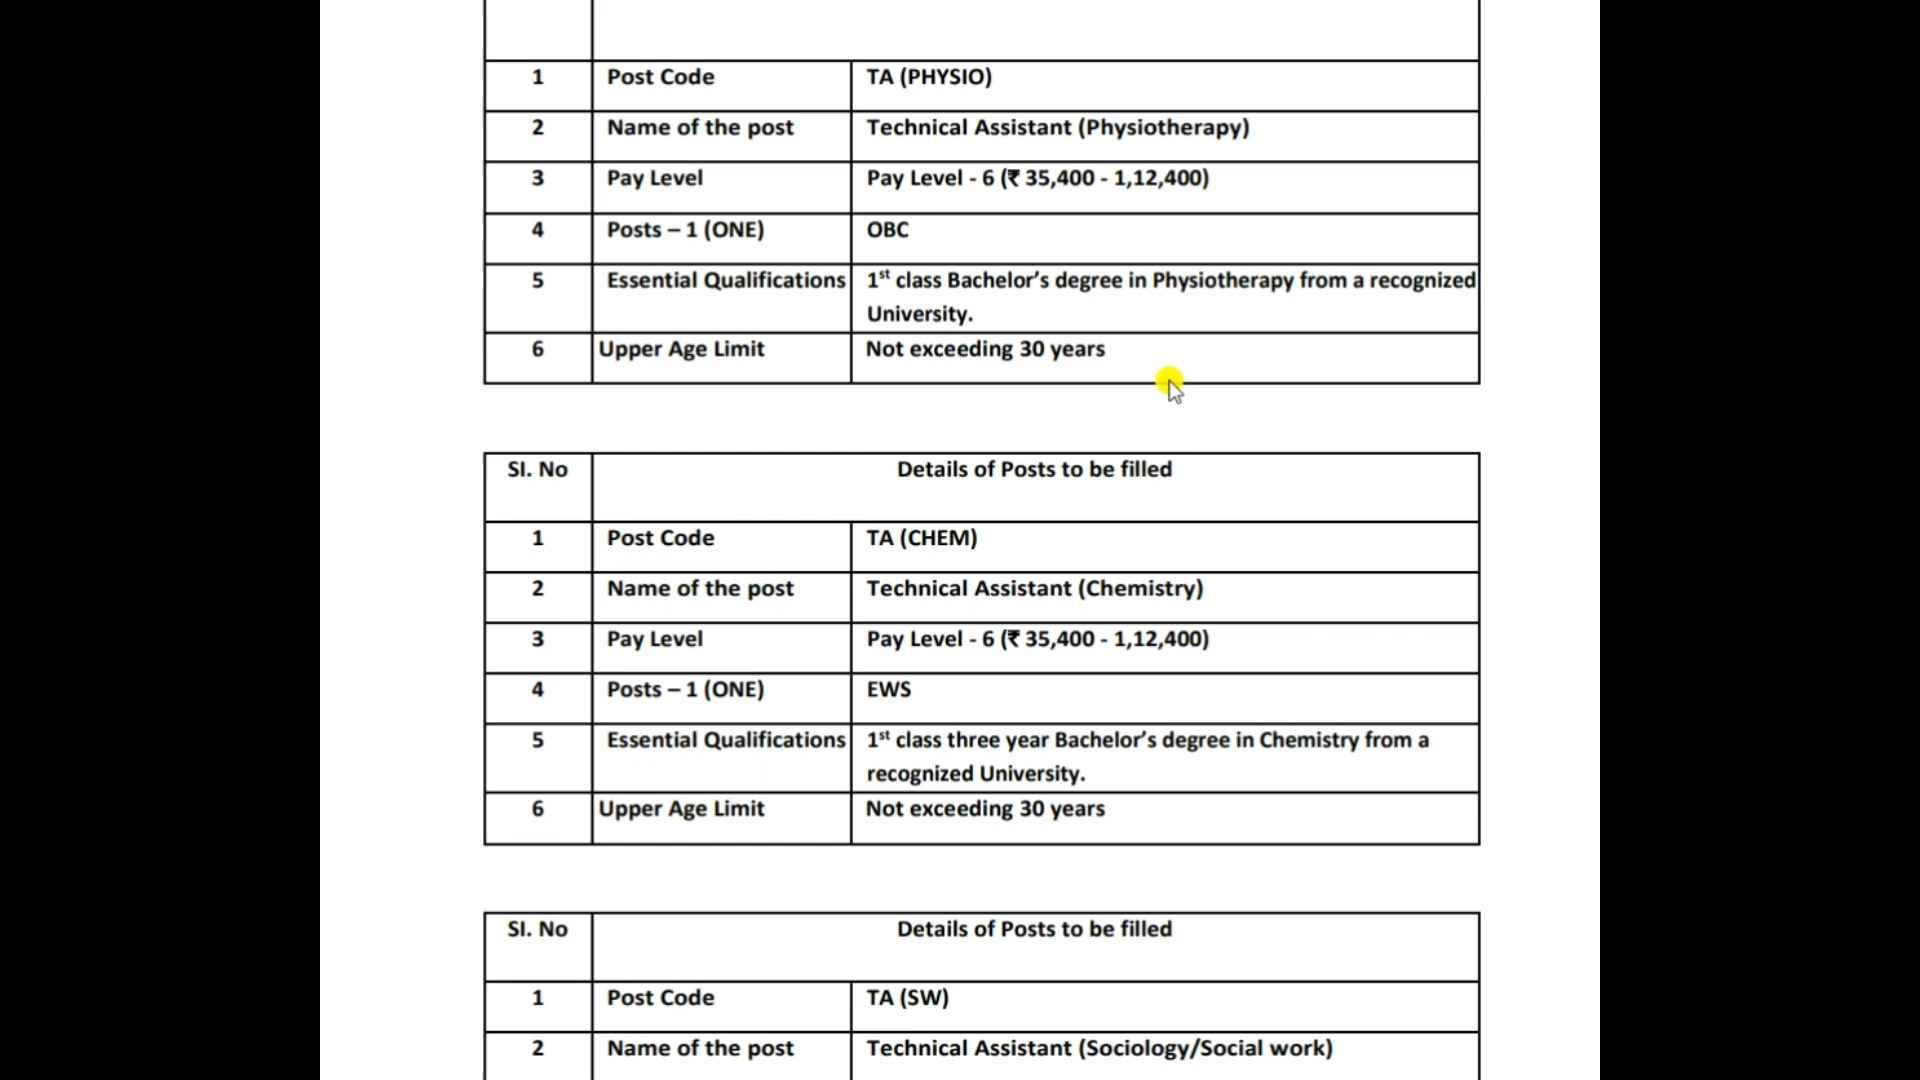 1 Post Code TA (PHYSIO)
2 Name of the post Technical Assistant (Physiotherapy)
3 Pay Level Pay Level - 6 (₹ 35,400 - 1,12,400)
4 Posts – 1 (ONE) OBC
5 Essential Qualifications 1st class Bachelor’s degree in Physiotherapy from a recognized
University.
6 Upper Age Limit Not exceeding 30 years
SI. No Details of Posts to be filled
1 Post Code TA (CHEM)
2 Name of the post Technical Assistant (Chemistry)
3 Pay Level Pay Level - 6 (₹ 35,400 - 1,12,400)
4 Posts – 1 (ONE) EWS
5 Essential Qualifications 1st class three year Bachelor’s degree in Chemistry from a
recognized University.
6 Upper Age Limit Not exceeding 30 years
SI. No Details of Posts to be filled
1 Post Code TA (SW)
2 Name of the post Technical Assistant (Sociology/Social work)